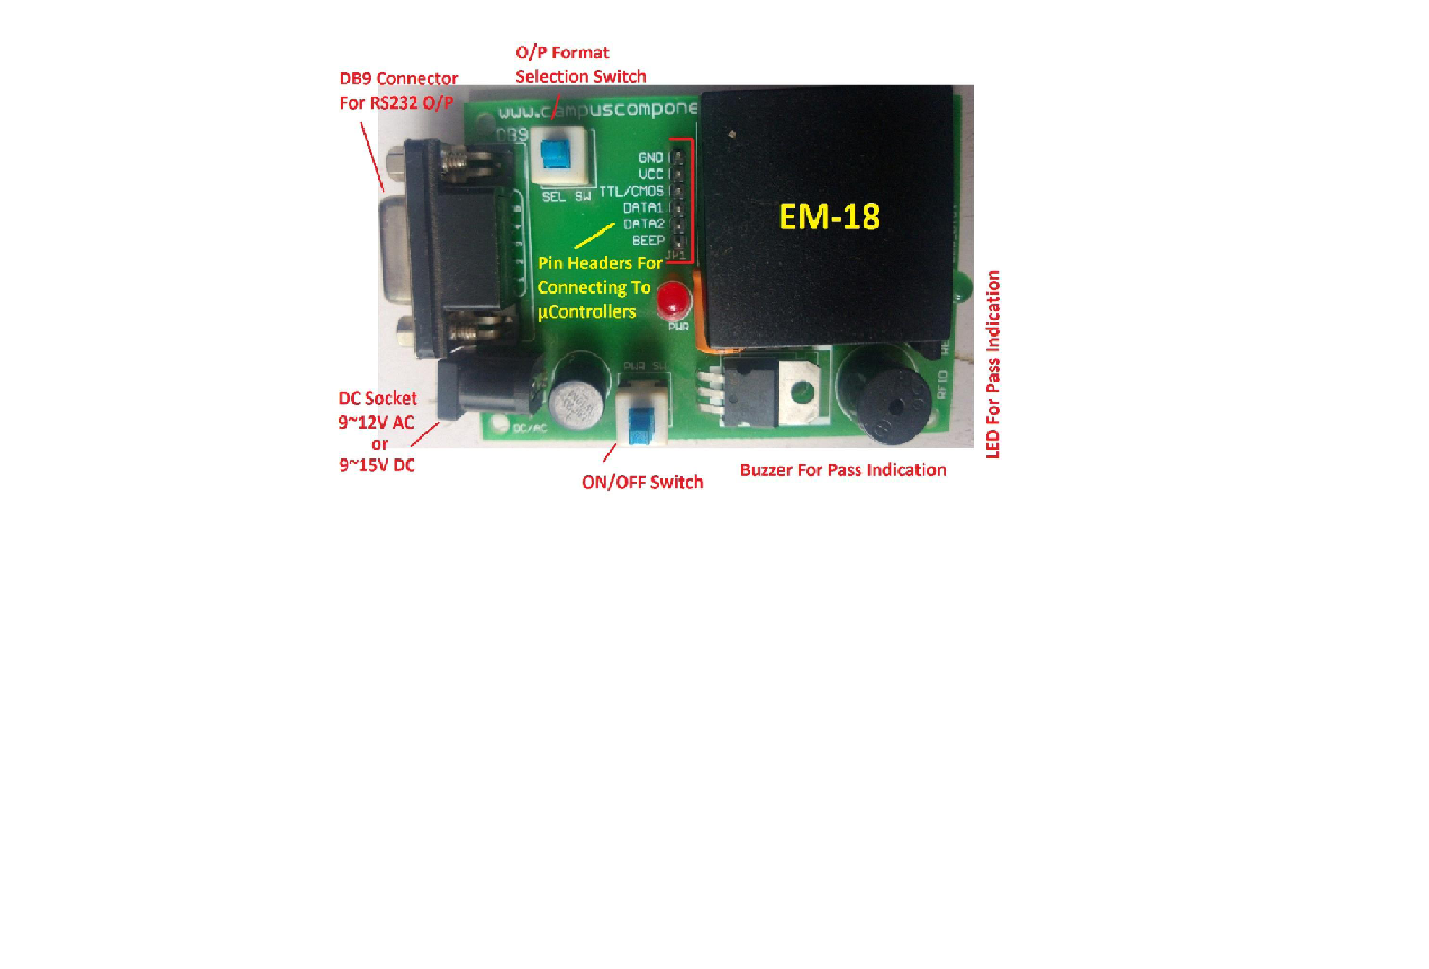 O/P Format
Selection Switch
DB9 Connector
For RS232 O/P
www.campuscompone
DB9
SEL SW
GND
VCC
TTL/CMOS
DATA1
DATA2
BEEP
EM-18
Pin Headers For
Connecting To
µControllers
PWR
PWR SW
DC Socket
9~12V AC
or
9~15V DC
DC/AC
ON/OFF Switch
Buzzer For Pass Indication
LED For Pass Indication
RFID